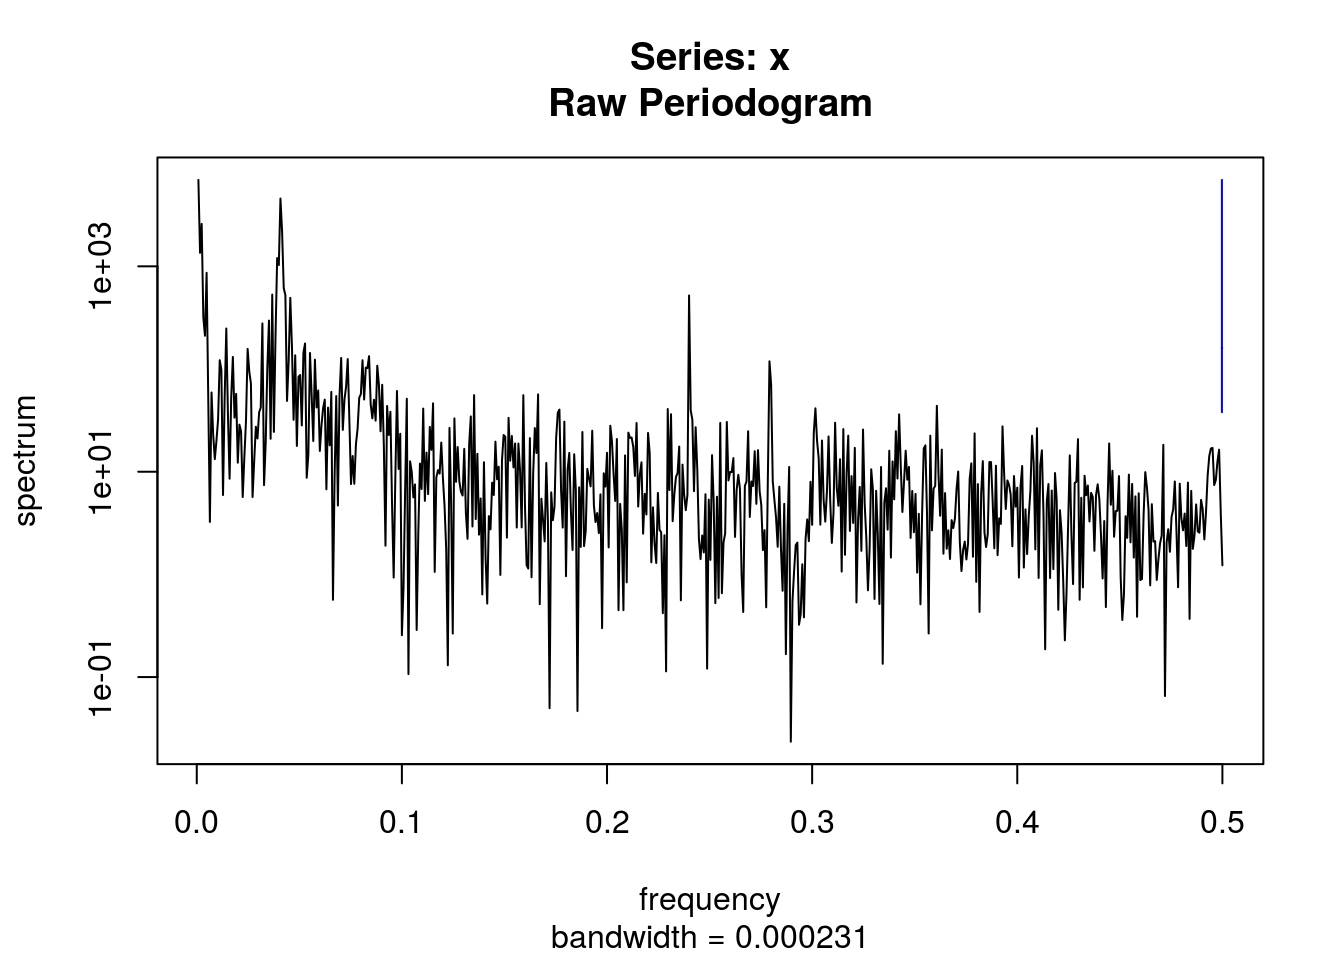 Series: x
Raw Periodogram
spectrum
1e+03
1e+01
1e-01
0.0 0.1 0.2 0.3 0.4 0.5
frequency
bandwidth = 0.000231